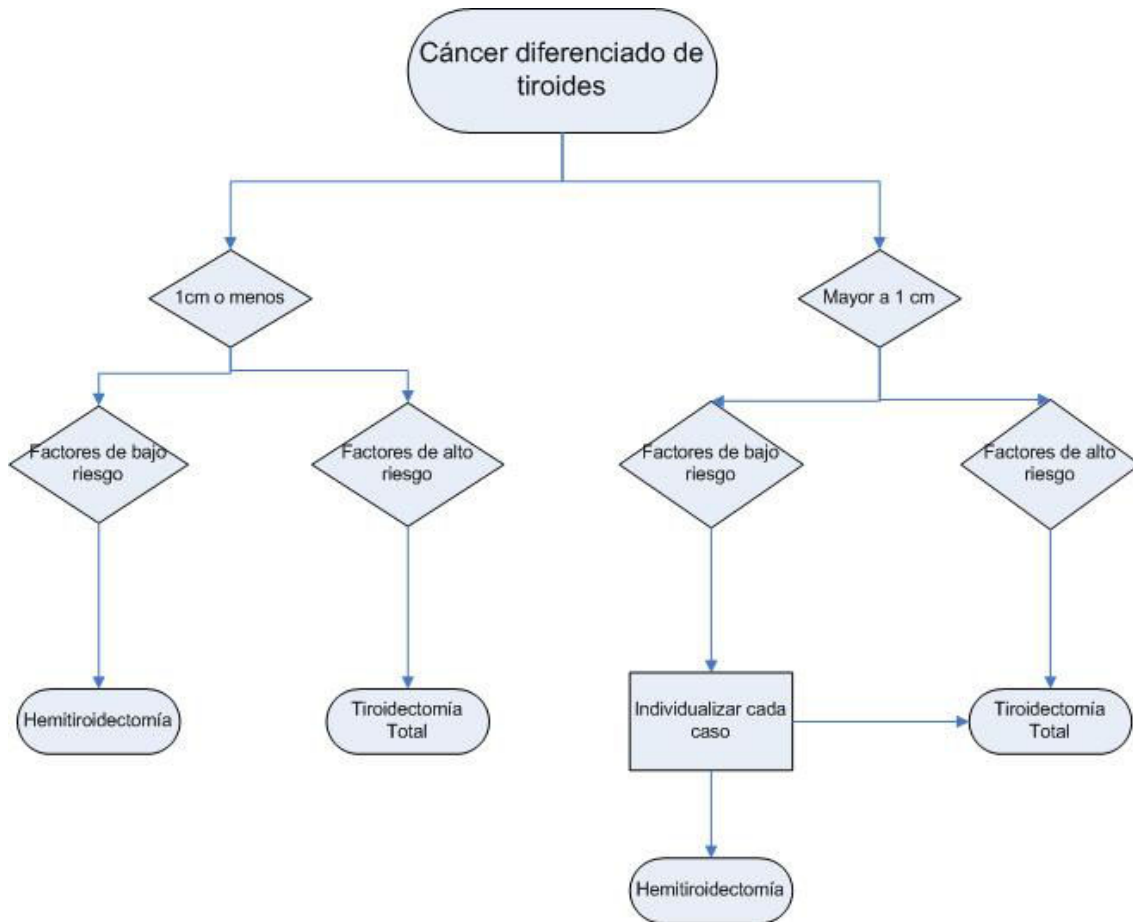 Cáncer diferenciado de
tiroides
1cm o menos
Mayor a 1 cm
Factores de bajo
riesgo
Factores de alto
riesgo
Factores de bajo
riesgo
Factores de alto
riesgo
Hemitiroidectomía
Tiroidectomía
Total
Individualizar cada
caso
Tiroidectomía
Total
Hemitiroidectomía